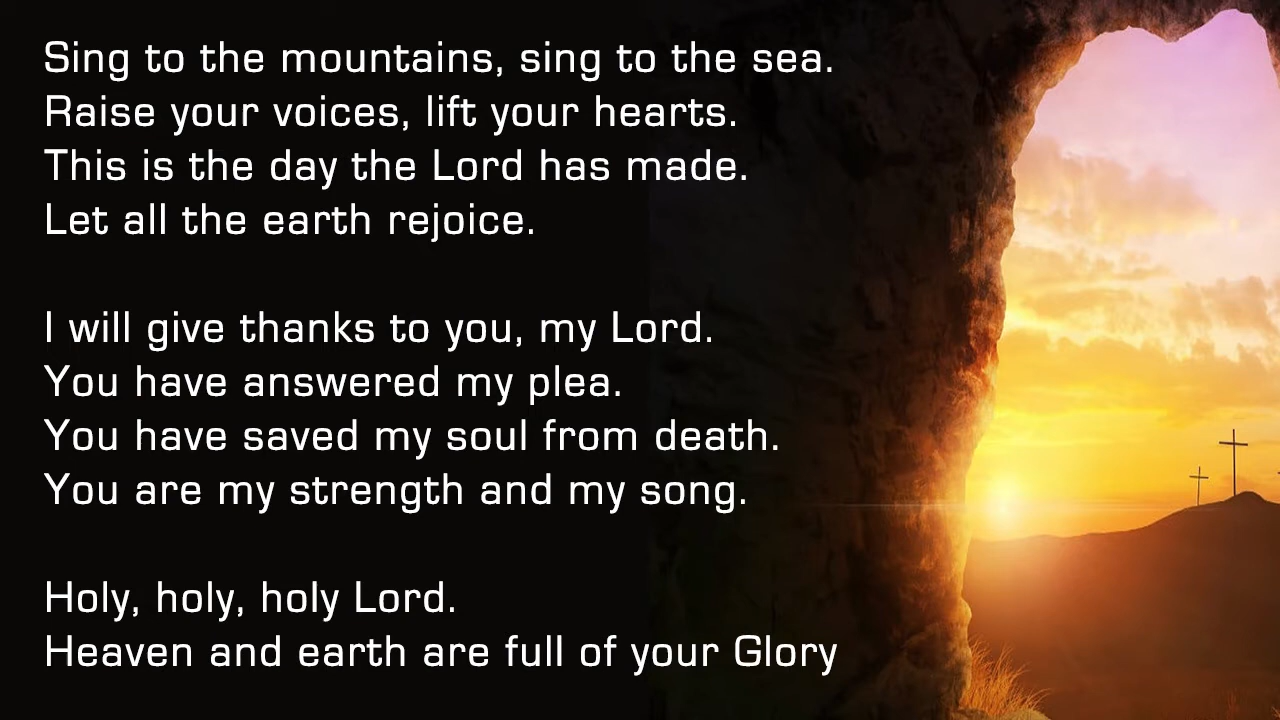 Sing to the mountains, sing to the sea.
Raise your voices, lift your hearts.
This is the day the Lord has made.
Let all the earth rejoice.
I will give thanks to you, my Lord.
You have answered my plea.
You have saved my soul from death.
You are my strength and my song.
Holy, holy, holy Lord.
Heaven and earth are full of your Glory